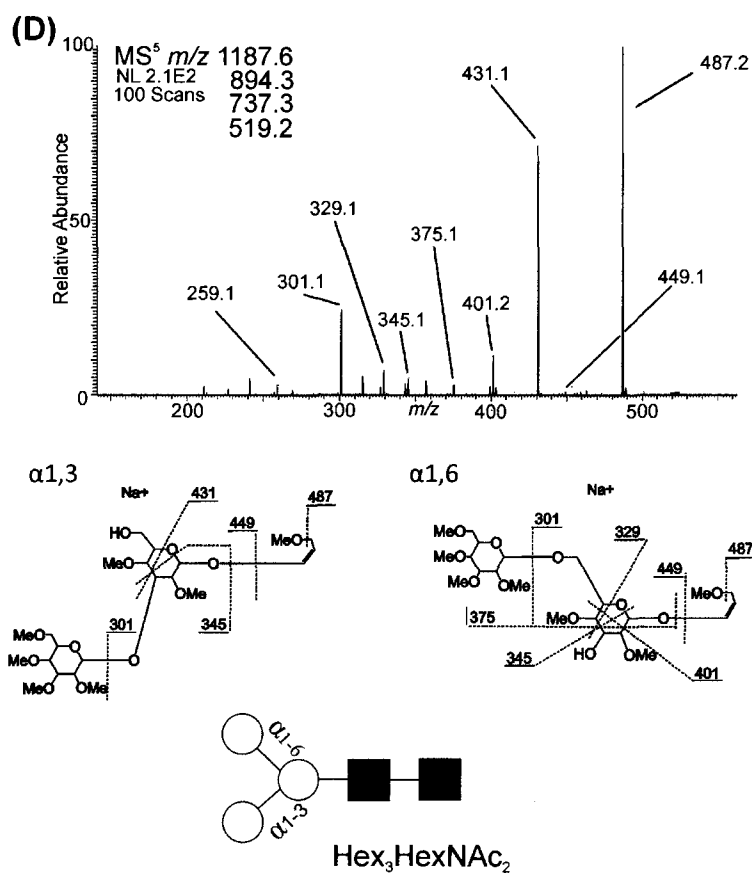 (D)
MS⁵ m/z 1187.6
NL 2.1E2 894.3
100 Scans 737.3
519.2
100
50
0
Relative Abundance
487.2
431.1
329.1
375.1
301.1
259.1
345.1
401.2
449.1
200
300
m/z
400
500
α1,3
Na+
431
HO
MeO
OMe
O
O
449
487
MeO
301
345
O
O
MeO
MeO
MeO
OMe
α1,6
Na+
301
329
487
MeO
MeO
MeO
OMe
O
O
449
MeO
375
MeO
O
O
345
HO
OMe
401
α1-6
α1-3
Hex₃HexNAc₂